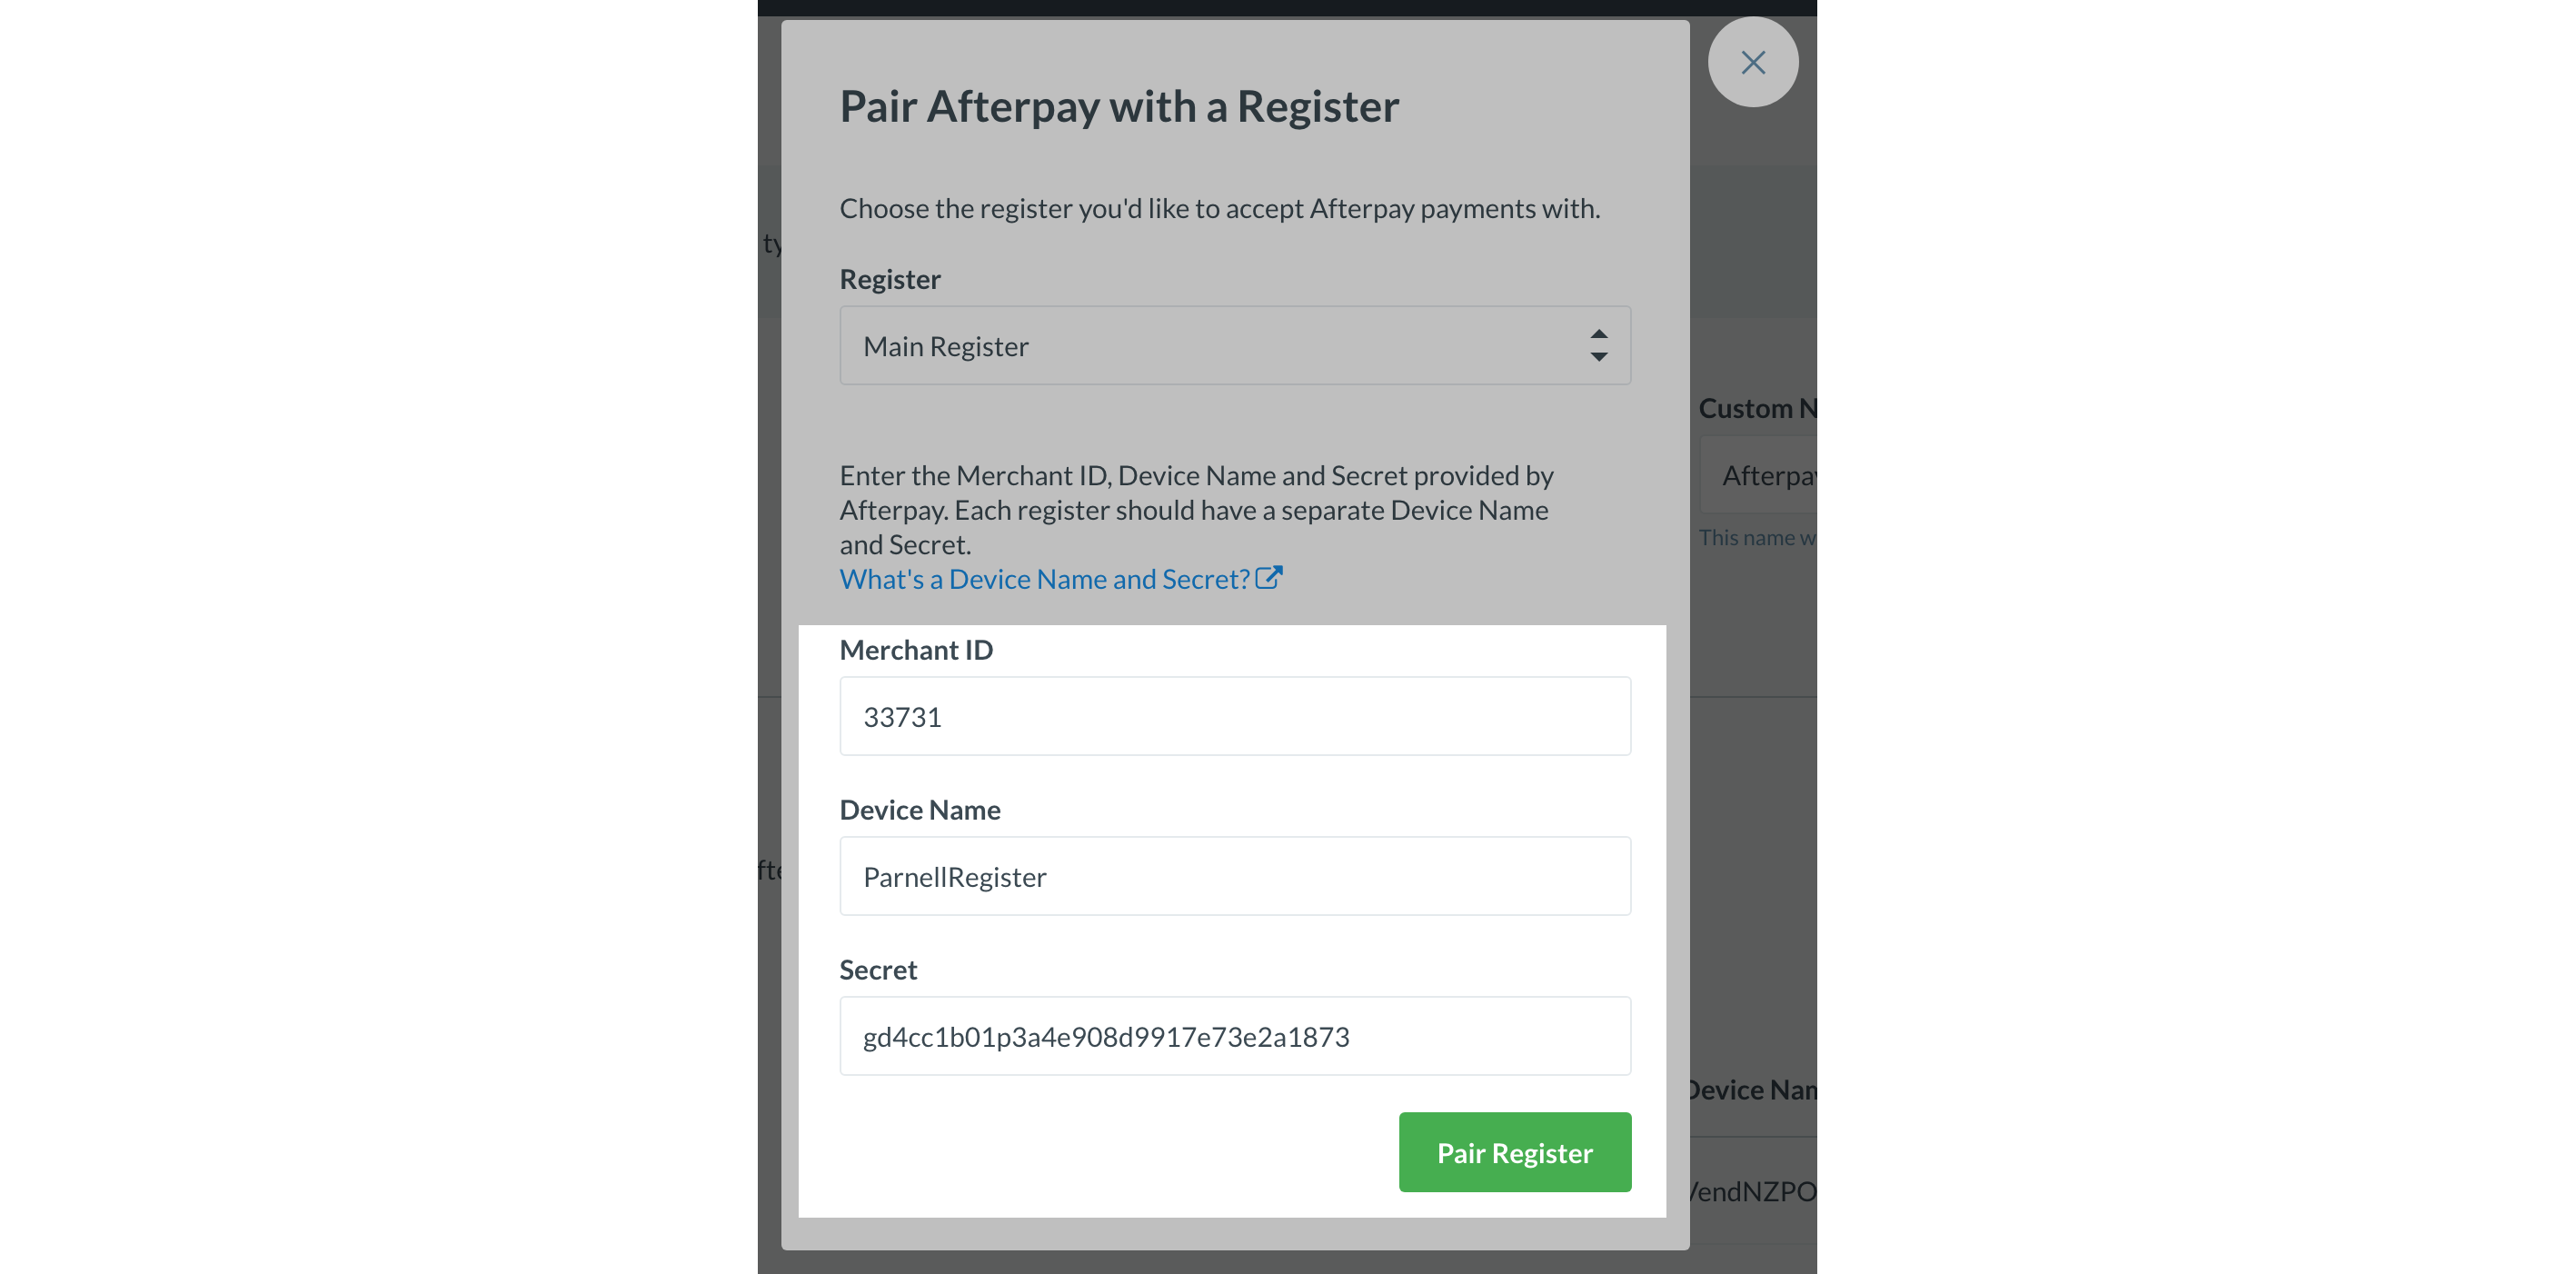 Pair Afterpay with a Register
Choose the register you'd like to accept Afterpay payments with.
ty
Register
Main Register
Custom N
Enter the Merchant ID, Device Name and Secret provided by
Afterpay. Each register should have a separate Device Name
and Secret.
What's a Device Name and Secret?
Afterpay
This name w
Merchant ID
33731
Device Name
ParnellRegister
fte
Secret
gd4cc1b01p3a4e908d9917e73e2a1873
Device Nam
Pair Register
VendNZPO